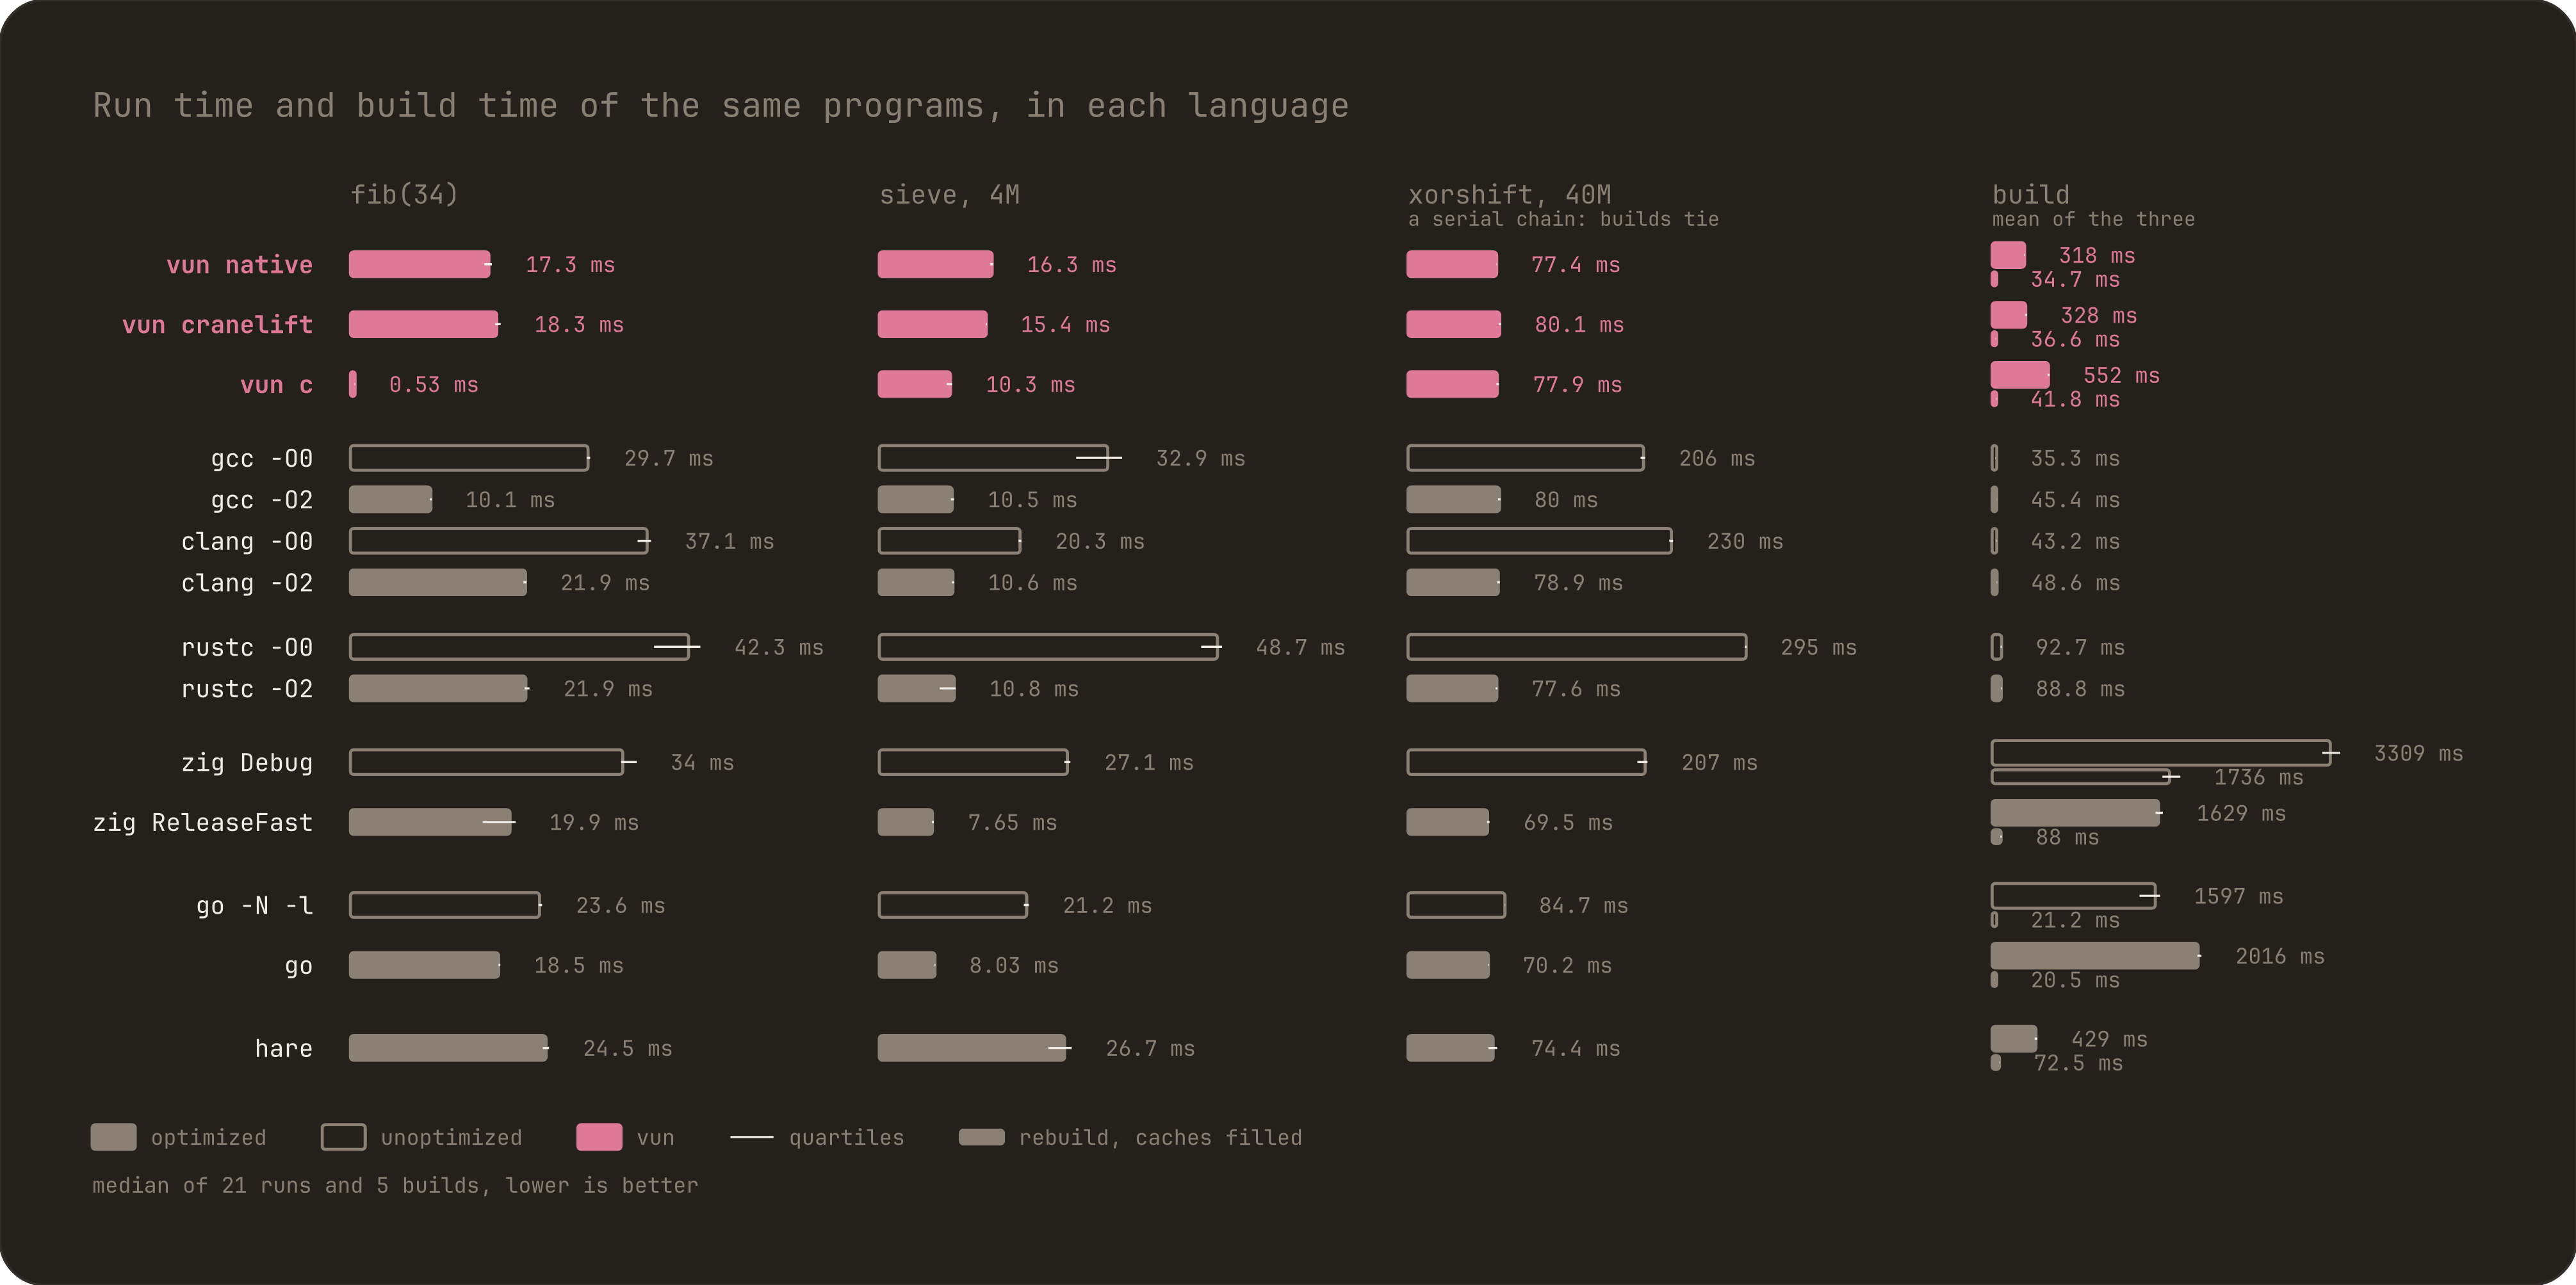 Run time and build time of the same programs, in each language
fib(34) sieve, 4M xorshift, 40M build
a serial chain: builds tie mean of the three
vun native 17.3 ms 16.3 ms 77.4 ms 318 ms
34.7 ms
vun cranelift 18.3 ms 15.4 ms 80.1 ms 328 ms
36.6 ms
vun c 0.53 ms 10.3 ms 77.9 ms 552 ms
41.8 ms
gcc -O0 29.7 ms 32.9 ms 206 ms 35.3 ms
gcc -O2 10.1 ms 10.5 ms 80 ms 45.4 ms
clang -O0 37.1 ms 20.3 ms 230 ms 43.2 ms
clang -O2 21.9 ms 10.6 ms 78.9 ms 48.6 ms
rustc -O0 42.3 ms 48.7 ms 295 ms 92.7 ms
rustc -O2 21.9 ms 10.8 ms 77.6 ms 88.8 ms
zig Debug 34 ms 27.1 ms 207 ms 3309 ms
1736 ms
zig ReleaseFast 19.9 ms 7.65 ms 69.5 ms 1629 ms
88 ms
go -N -l 23.6 ms 21.2 ms 84.7 ms 1597 ms
21.2 ms
go 18.5 ms 8.03 ms 70.2 ms 2016 ms
20.5 ms
hare 24.5 ms 26.7 ms 74.4 ms 429 ms
72.5 ms
optimized unoptimized vun quartiles rebuild, caches filled
median of 21 runs and 5 builds, lower is better